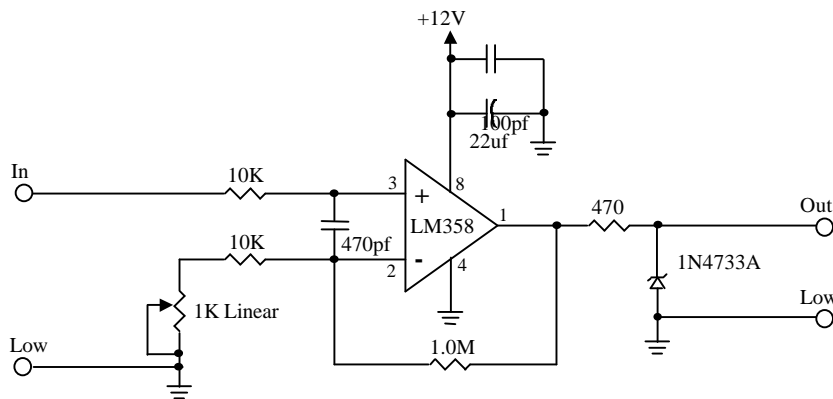 +12V
100pf
22uf
In
10K
3
+
8
LM358
1
470
Out
470pf
10K
2
-
4
1N4733A
1K Linear
Low
1.0M
Low